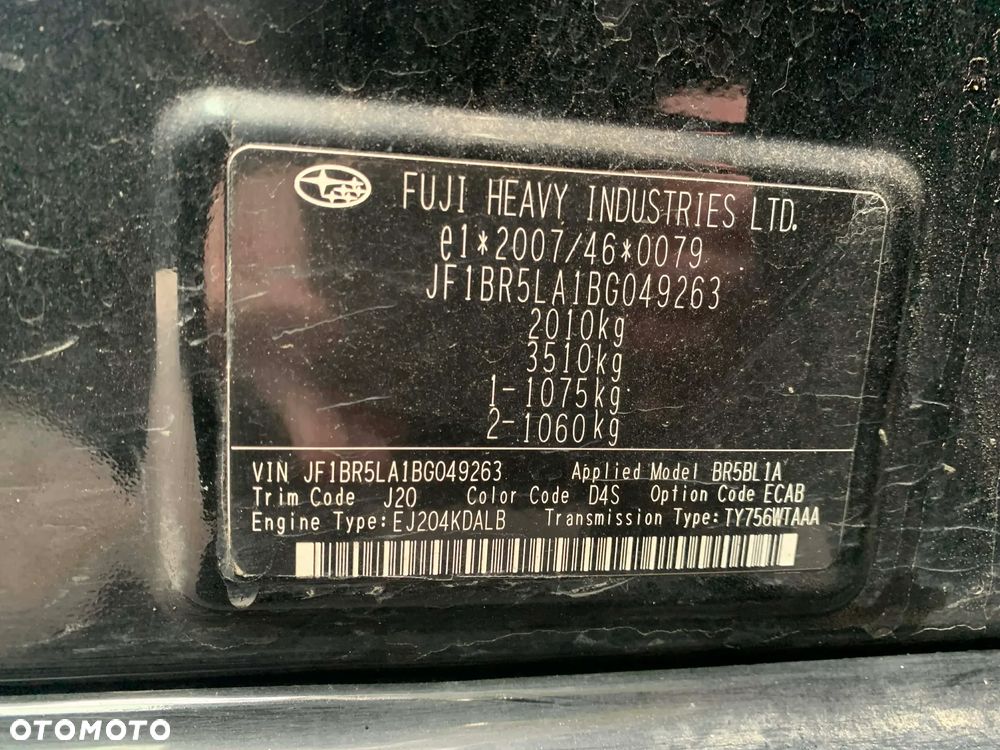 FUJI HEAVY INDUSTRIES LTD.
e1*2007/46*0079
JF1BR5LA1BG049263
2010kg
3510kg
1-1075kg
2-1060kg
VIN JF1BR5LA1BG049263 Applied Model BR5BL1A
Trim Code J20 Color Code D4S Option Code ECAB
Engine Type:EJ204KDALB Transmission Type:TY756WTAAA
OTOMOTO